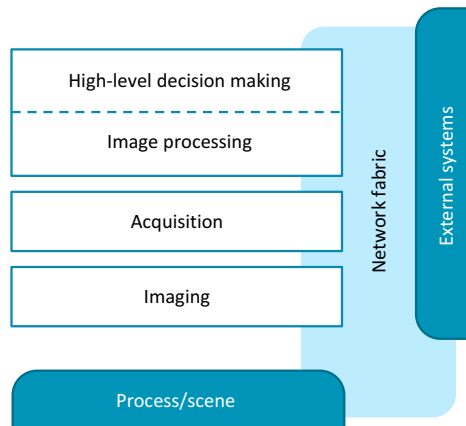 High-level decision making
Image processing
Acquisition
Imaging
Process/scene
Network fabric
External systems